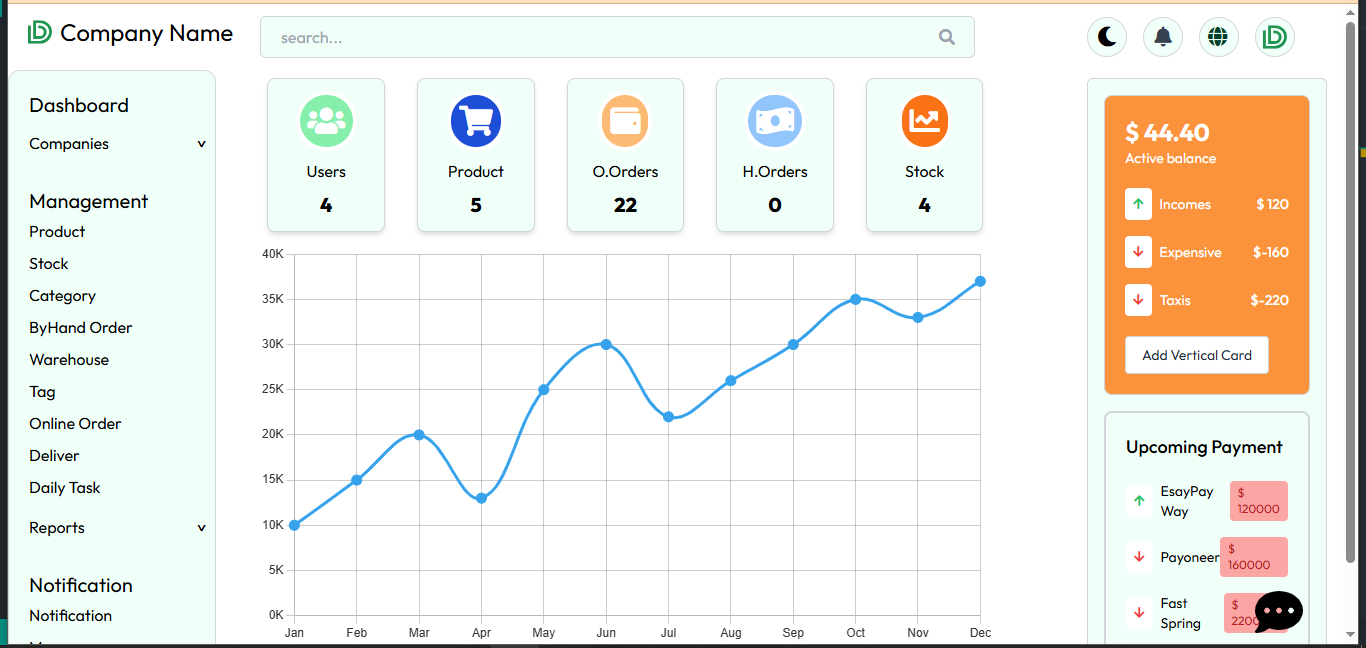 Company Name
search...
Dashboard
Companies
Management
Product
Stock
Category
ByHand Order
Warehouse
Tag
Online Order
Deliver
Daily Task
Reports
Notification
Notification
Users
4
Product
5
O.Orders
22
H.Orders
0
Stock
4
40K
35K
30K
25K
20K
15K
10K
5K
0K
Jan Feb Mar Apr May Jun Jul Aug Sep Oct Nov Dec
$ 44.40
Active balance
Incomes $ 120
Expensive $-160
Taxis $-220
Add Vertical Card
Upcoming Payment
EsayPay
Way
$
120000
Payoneer
$
160000
Fast
Spring
$